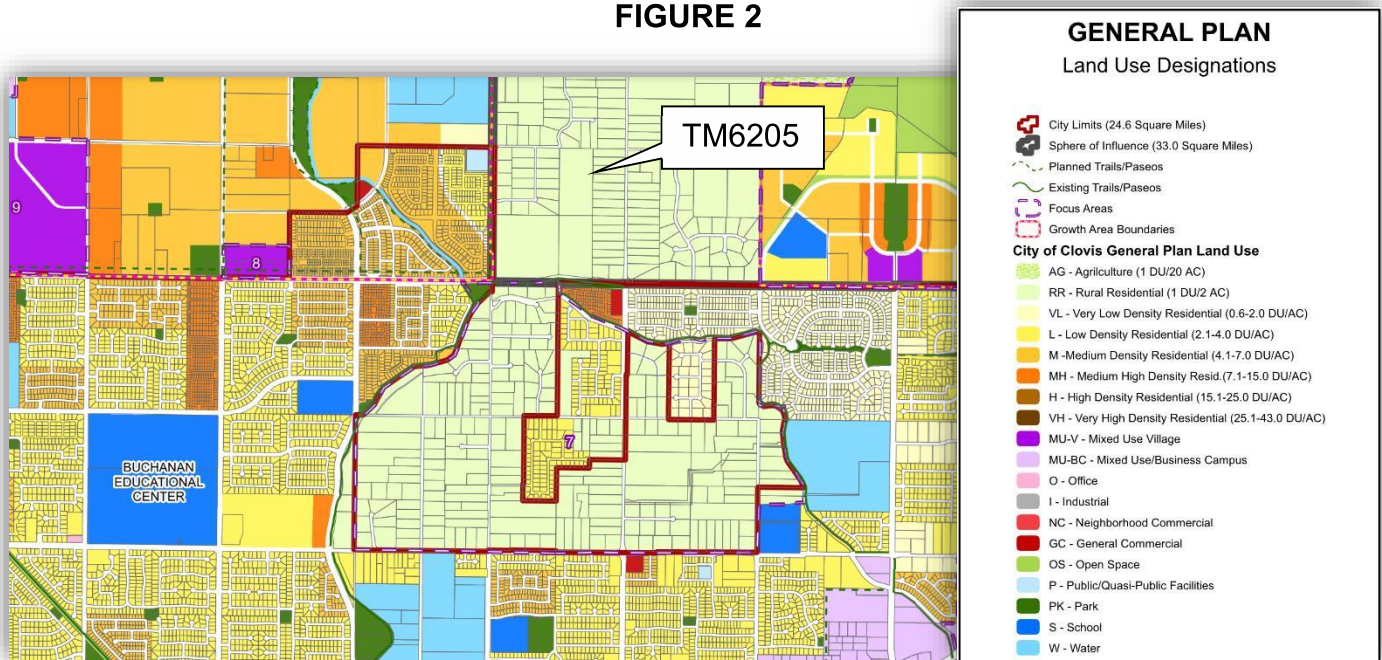 FIGURE 2
TM6205
9
8
7
BUCHANAN
EDUCATIONAL
CENTER
GENERAL PLAN
Land Use Designations
City Limits (24.6 Square Miles)
Sphere of Influence (33.0 Square Miles)
Planned Trails/Paseos
Existing Trails/Paseos
Focus Areas
Growth Area Boundaries
City of Clovis General Plan Land Use
AG - Agrilculture (1 DU/20 AC)
RR - Rural Residential (1 DU/2 AC)
VL - Very Low Density Residential (0.6-2.0 DU/AC)
L - Low Density Residential (2.1-4.0 DU/AC)
M -Medium Density Residential (4.1-7.0 DU/AC)
MH - Medium High Density Resid.(7.1-15.0 DU/AC)
H - High Density Residential (15.1-25.0 DU/AC)
VH - Very High Density Residential (25.1-43.0 DU/AC)
MU-V - Mixed Use Village
MU-BC - Mixed Use/Business Campus
O - Office
I - Industrial
NC - Neighborhood Commercial
GC - General Commercial
OS - Open Space
P - Public/Quasi-Public Facilities
PK - Park
S - School
W - Water